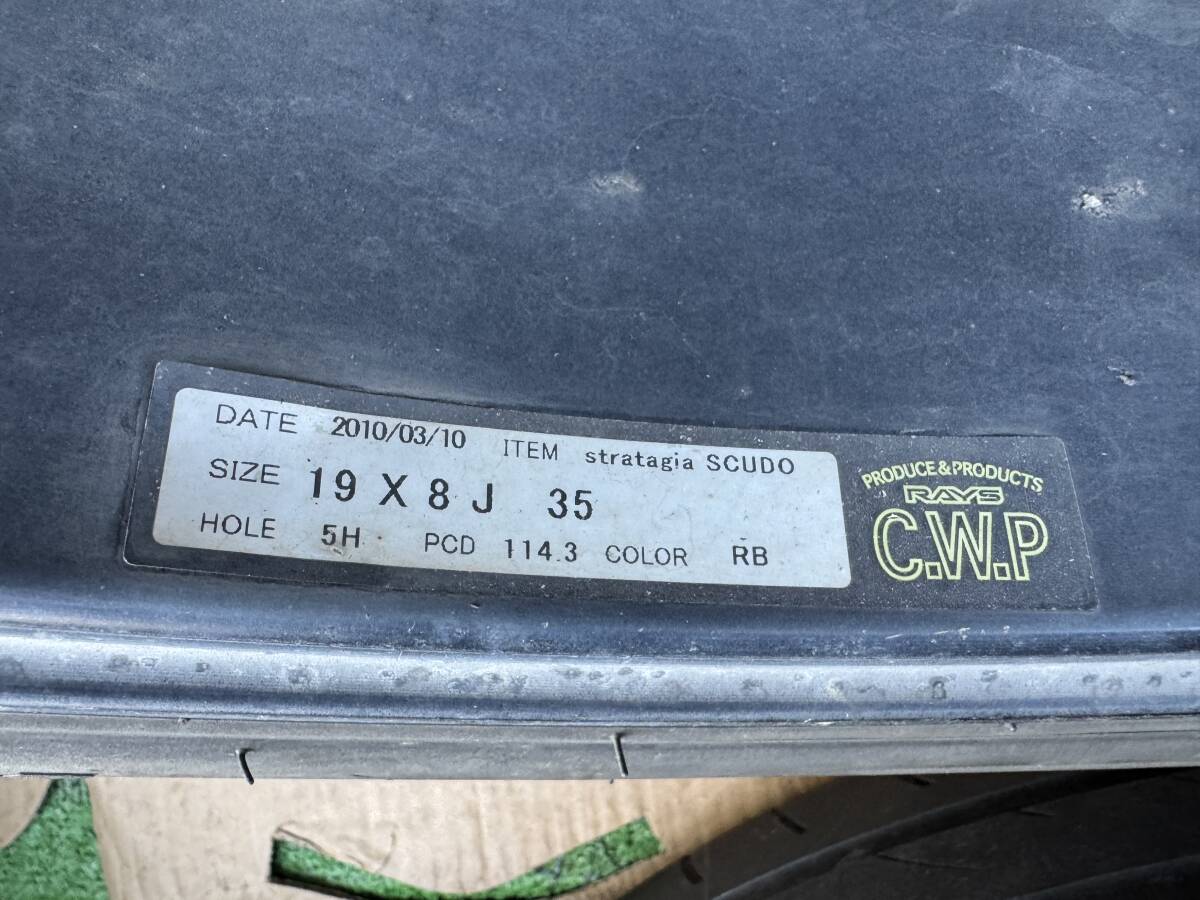 DATE 2010/03/10 ITEM stratagia SCUDO
SIZE 19 X 8 J 35
HOLE 5H PCD 114.3 COLOR RB
PRODUCE&PRODUCTS
RAYS
C.W.P